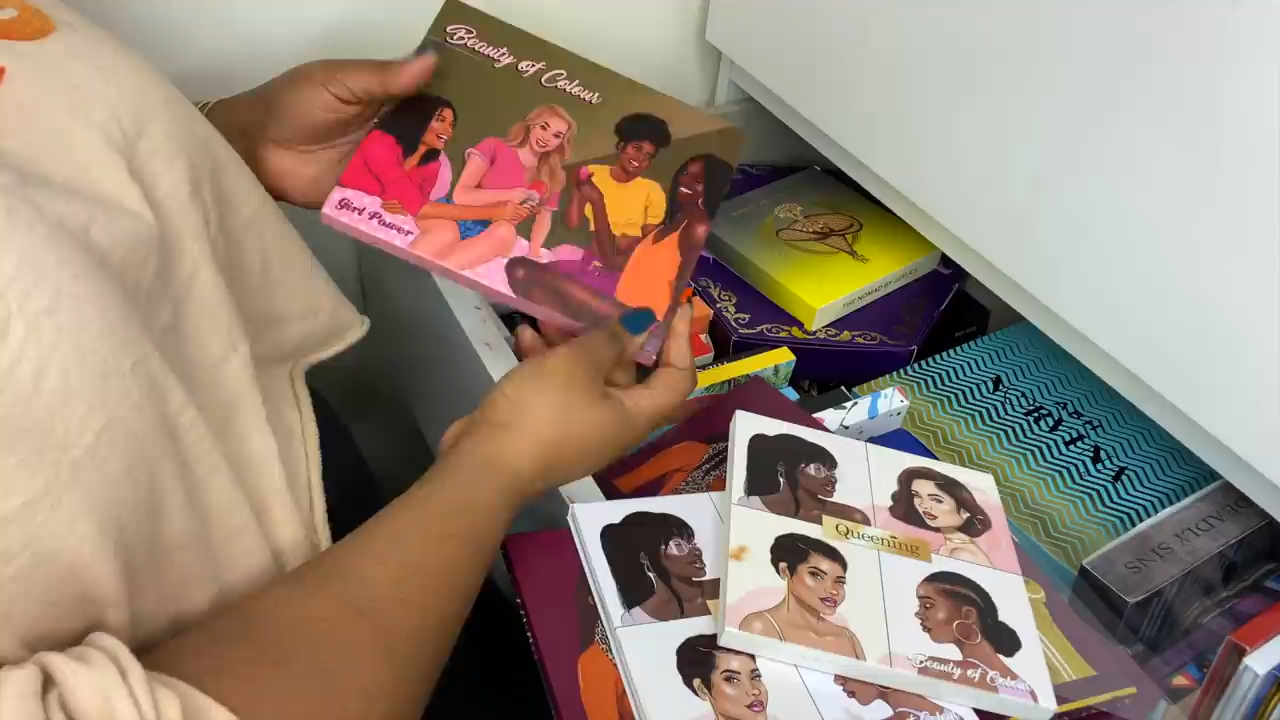 Beauty of Colour
Girl Power
THE NOMAD BY JUVIA'S
Queening
Beauty of Colour
DEADLY SINS